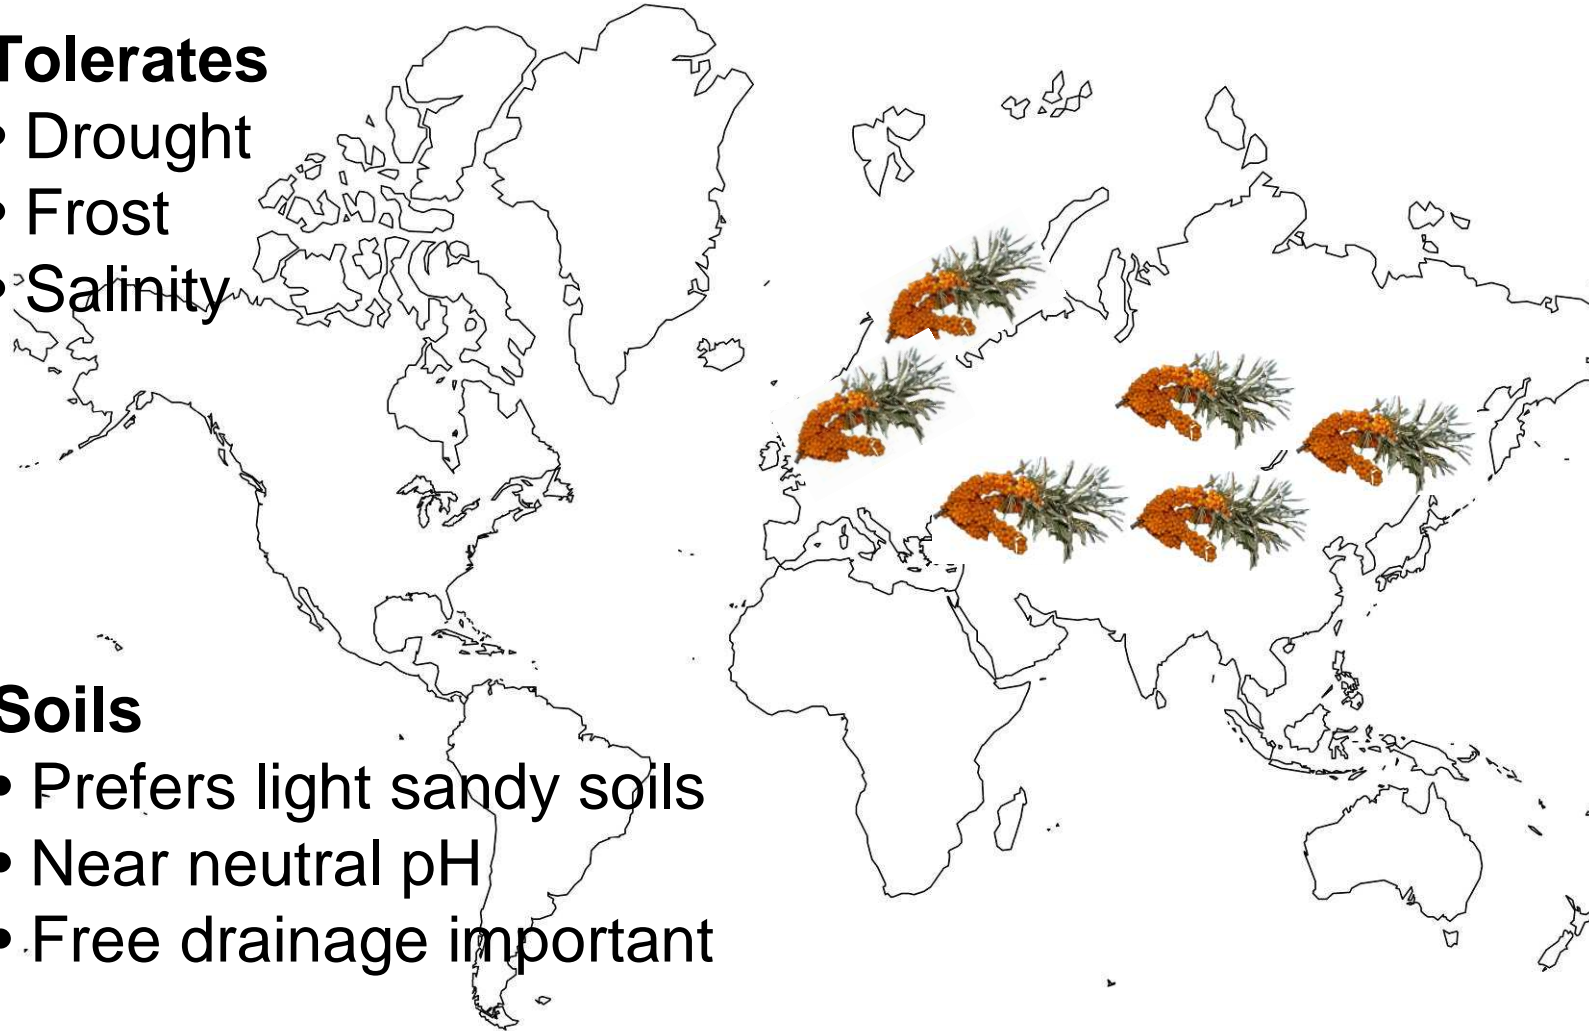 Tolerates
• Drought
• Frost
• Salinity
Soils
• Prefers light sandy soils
• Near neutral pH
• Free drainage important